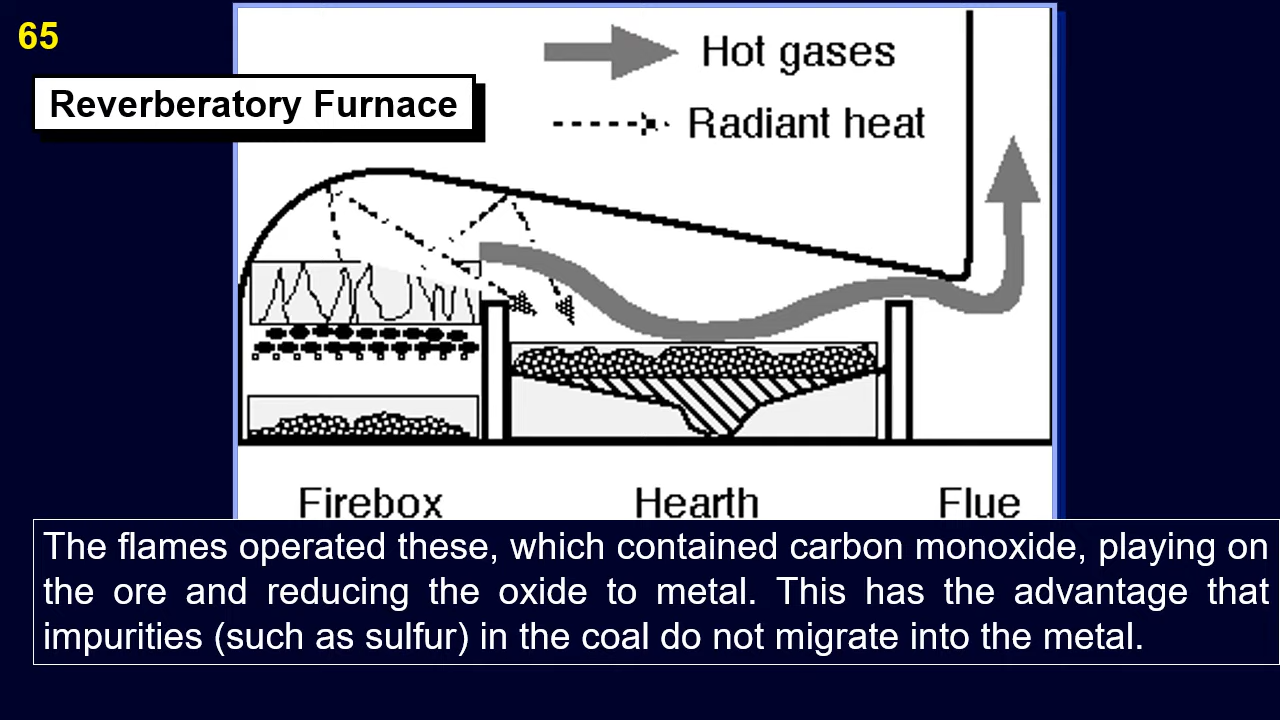 65
Reverberatory Furnace
Hot gases
Radiant heat
Firebox
Hearth
Flue
The flames operated these, which contained carbon monoxide, playing on
the ore and reducing the oxide to metal. This has the advantage that
impurities (such as sulfur) in the coal do not migrate into the metal.